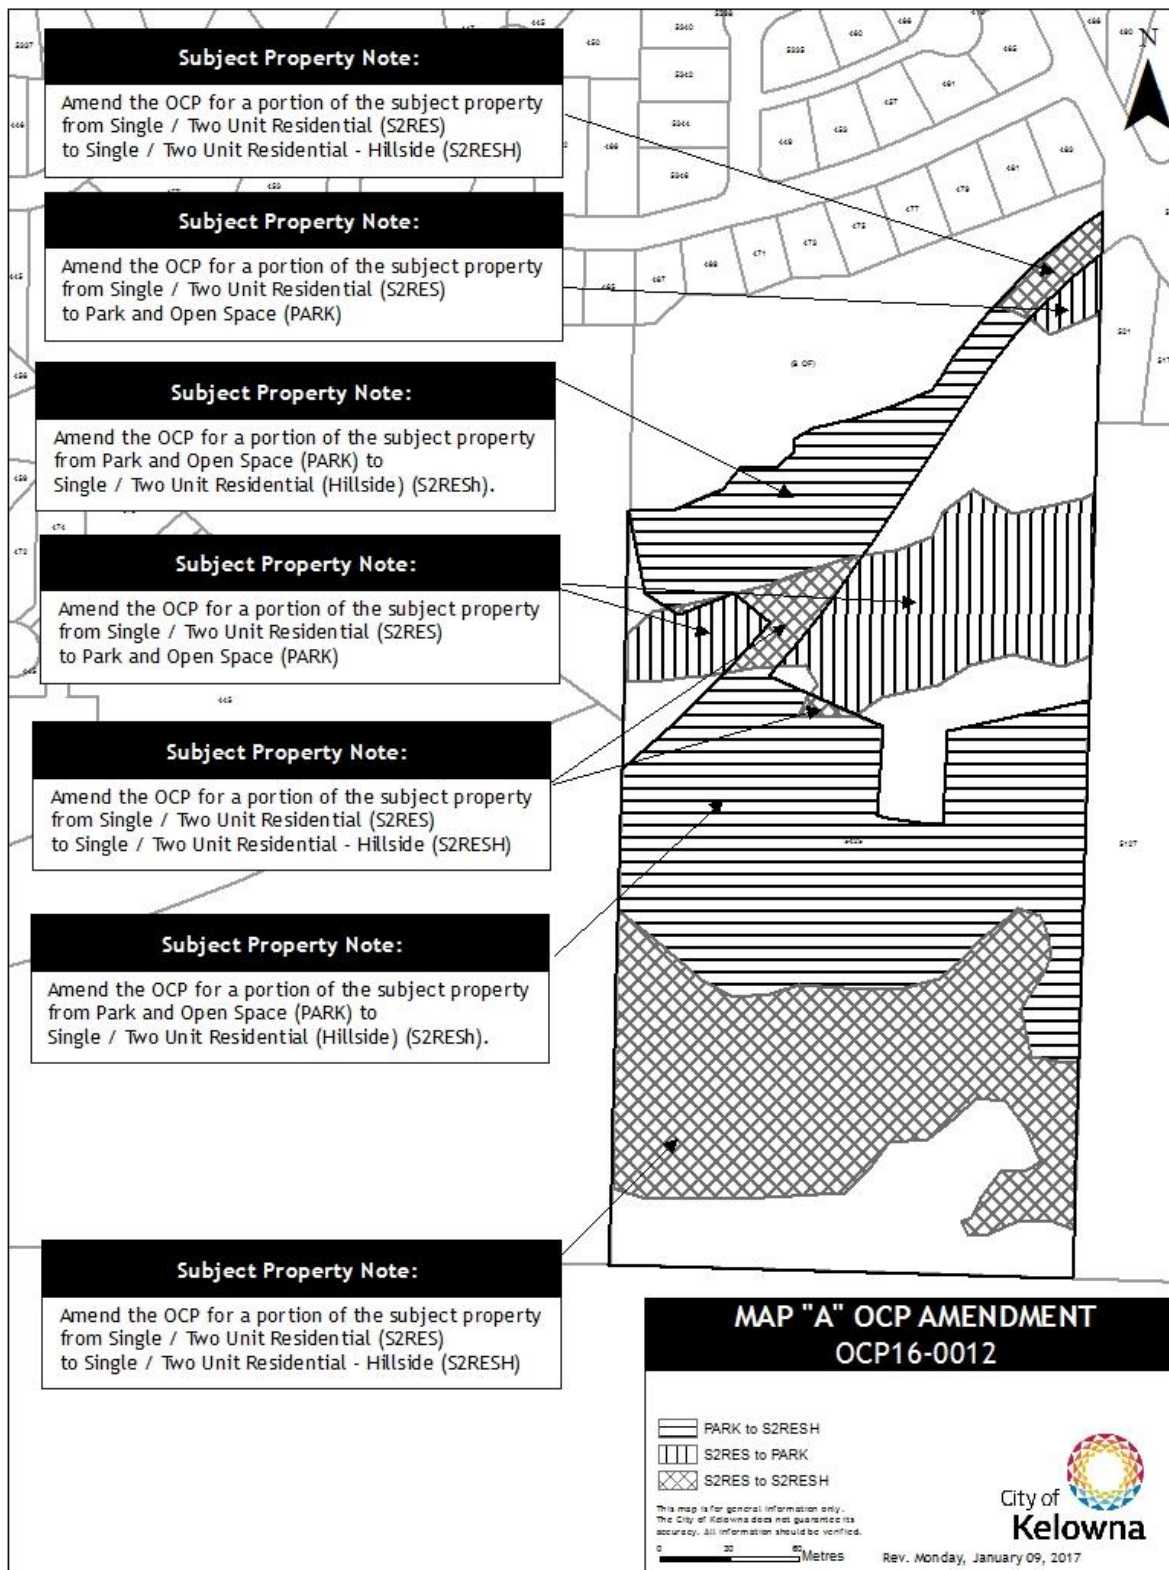 Subject Property Note:
Amend the OCP for a portion of the subject property
from Single / Two Unit Residential (S2RES)
to Single / Two Unit Residential - Hillside (S2RESH)
Subject Property Note:
Amend the OCP for a portion of the subject property
from Single / Two Unit Residential (S2RES)
to Park and Open Space (PARK)
Subject Property Note:
Amend the OCP for a portion of the subject property
from Park and Open Space (PARK) to
Single / Two Unit Residential (Hillside) (S2RESh).
Subject Property Note:
Amend the OCP for a portion of the subject property
from Single / Two Unit Residential (S2RES)
to Park and Open Space (PARK)
Subject Property Note:
Amend the OCP for a portion of the subject property
from Single / Two Unit Residential (S2RES)
to Single / Two Unit Residential - Hillside (S2RESH)
Subject Property Note:
Amend the OCP for a portion of the subject property
from Park and Open Space (PARK) to
Single / Two Unit Residential (Hillside) (S2RESh).
Subject Property Note:
Amend the OCP for a portion of the subject property
from Single / Two Unit Residential (S2RES)
to Single / Two Unit Residential - Hillside (S2RESH)
N
450
5340
5342
5344
5335
457
461
471
477
5127
MAP "A" OCP AMENDMENT
OCP16-0012
PARK to S2RESH
S2RES to PARK
S2RES to S2RESH
This map is for general information only.
The City of Kelowna does not guarantee its
accuracy. All information should be verified.
0 30 60 Metres
City of
Kelowna
Rev. Monday, January 09, 2017